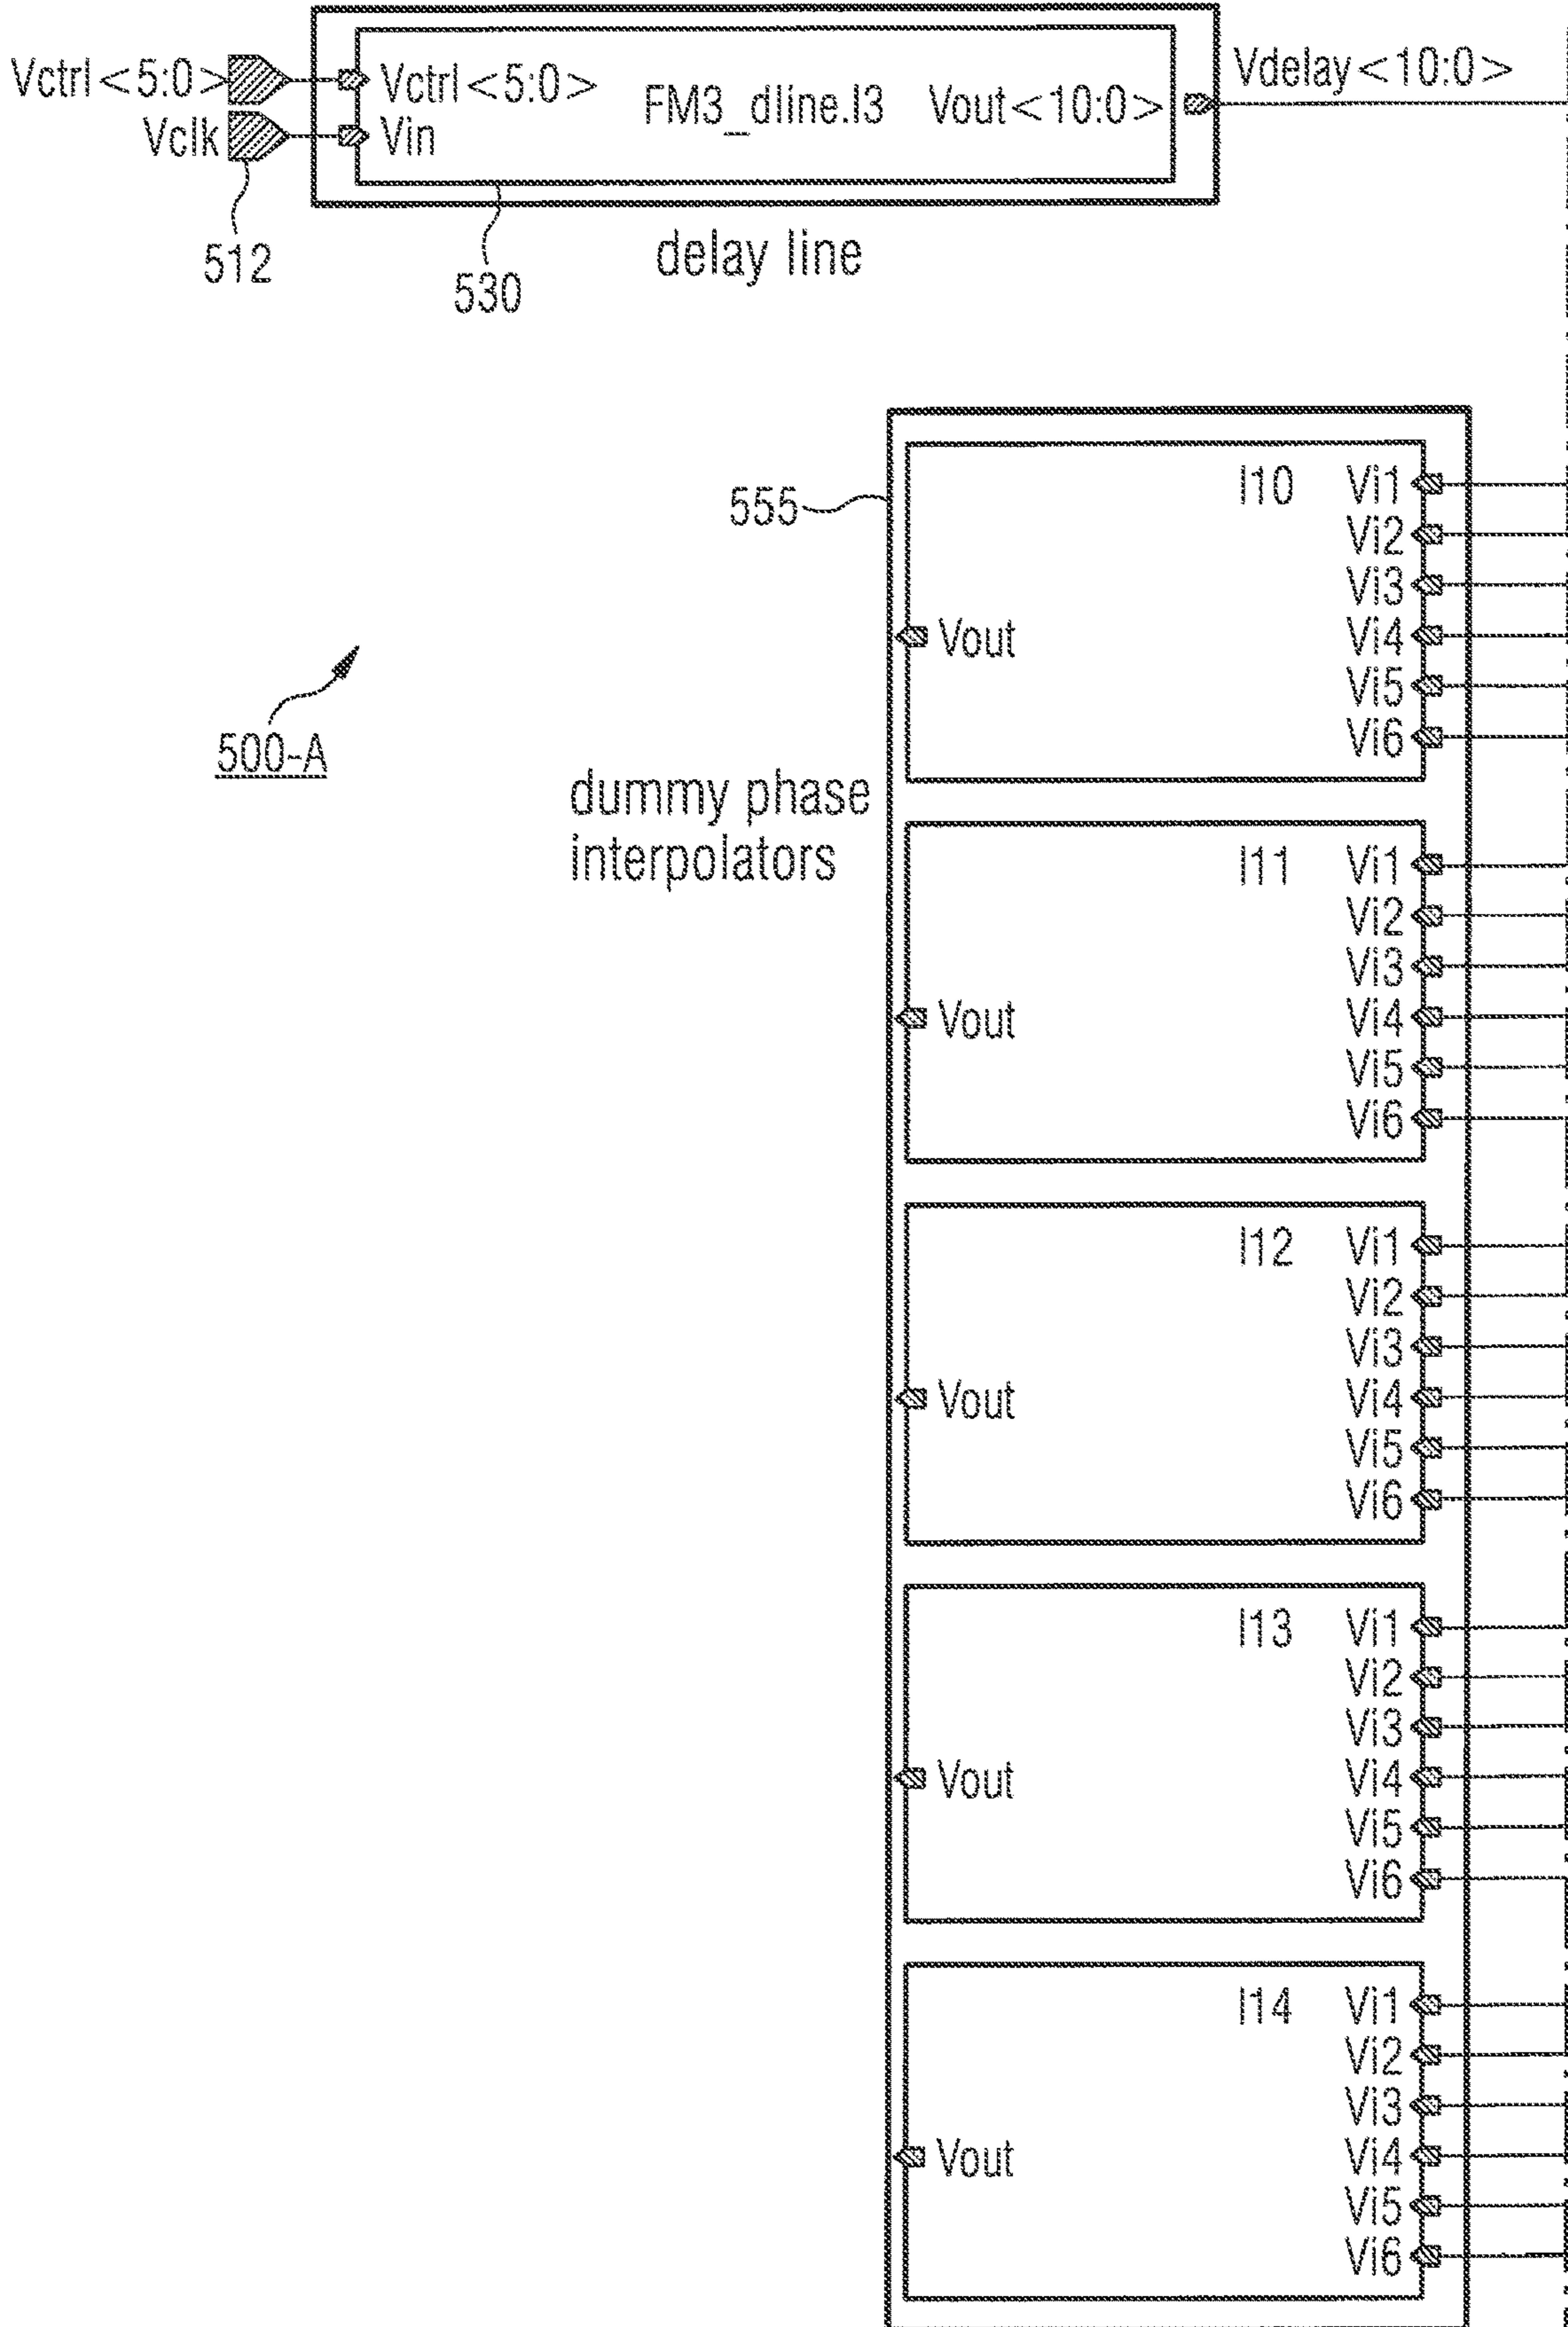 Vctrl<5:0>
Vctrl<5:0> FM3_dline.I3 Vout<10:0>
Vdelay<10:0>
Vclk
Vin
512
530
delay line
555
I10 Vi1
Vi2
Vi3
Vout Vi4
Vi5
Vi6
500-A
dummy phase
interpolators
I11 Vi1
Vi2
Vi3
Vout Vi4
Vi5
Vi6
I12 Vi1
Vi2
Vi3
Vout Vi4
Vi5
Vi6
I13 Vi1
Vi2
Vi3
Vout Vi4
Vi5
Vi6
I14 Vi1
Vi2
Vi3
Vout Vi4
Vi5
Vi6